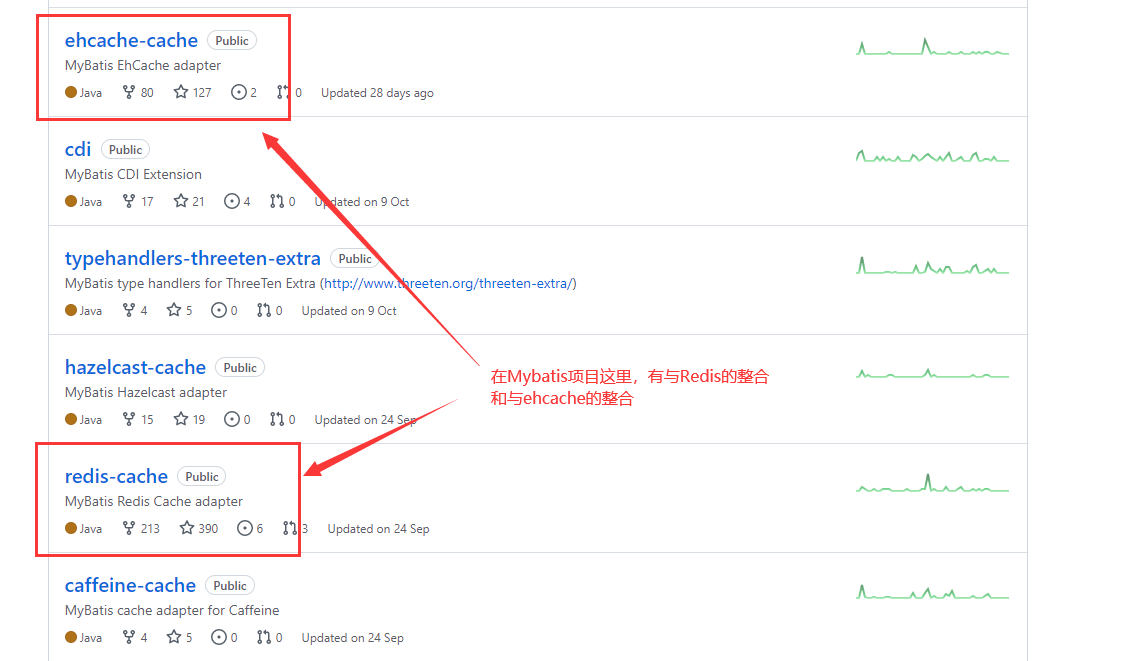 ehcache-cache Public
MyBatis EhCache adapter
Java 80 127 2 0 Updated 28 days ago
cdi Public
MyBatis CDI Extension
Java 17 21 4 0 Updated on 9 Oct
typehandlers-threeten-extra Public
MyBatis type handlers for ThreeTen Extra (http://www.threeten.org/threeten-extra/)
Java 4 5 0 0 Updated on 9 Oct
hazelcast-cache Public
MyBatis Hazelcast adapter
Java 15 19 0 0 Updated on 24 Sep
在Mybatis项目这里，有与Redis的整合
和与ehcache的整合
redis-cache Public
MyBatis Redis Cache adapter
Java 213 390 6 3 Updated on 24 Sep
caffeine-cache Public
MyBatis cache adapter for Caffeine
Java 4 5 0 0 Updated on 24 Sep